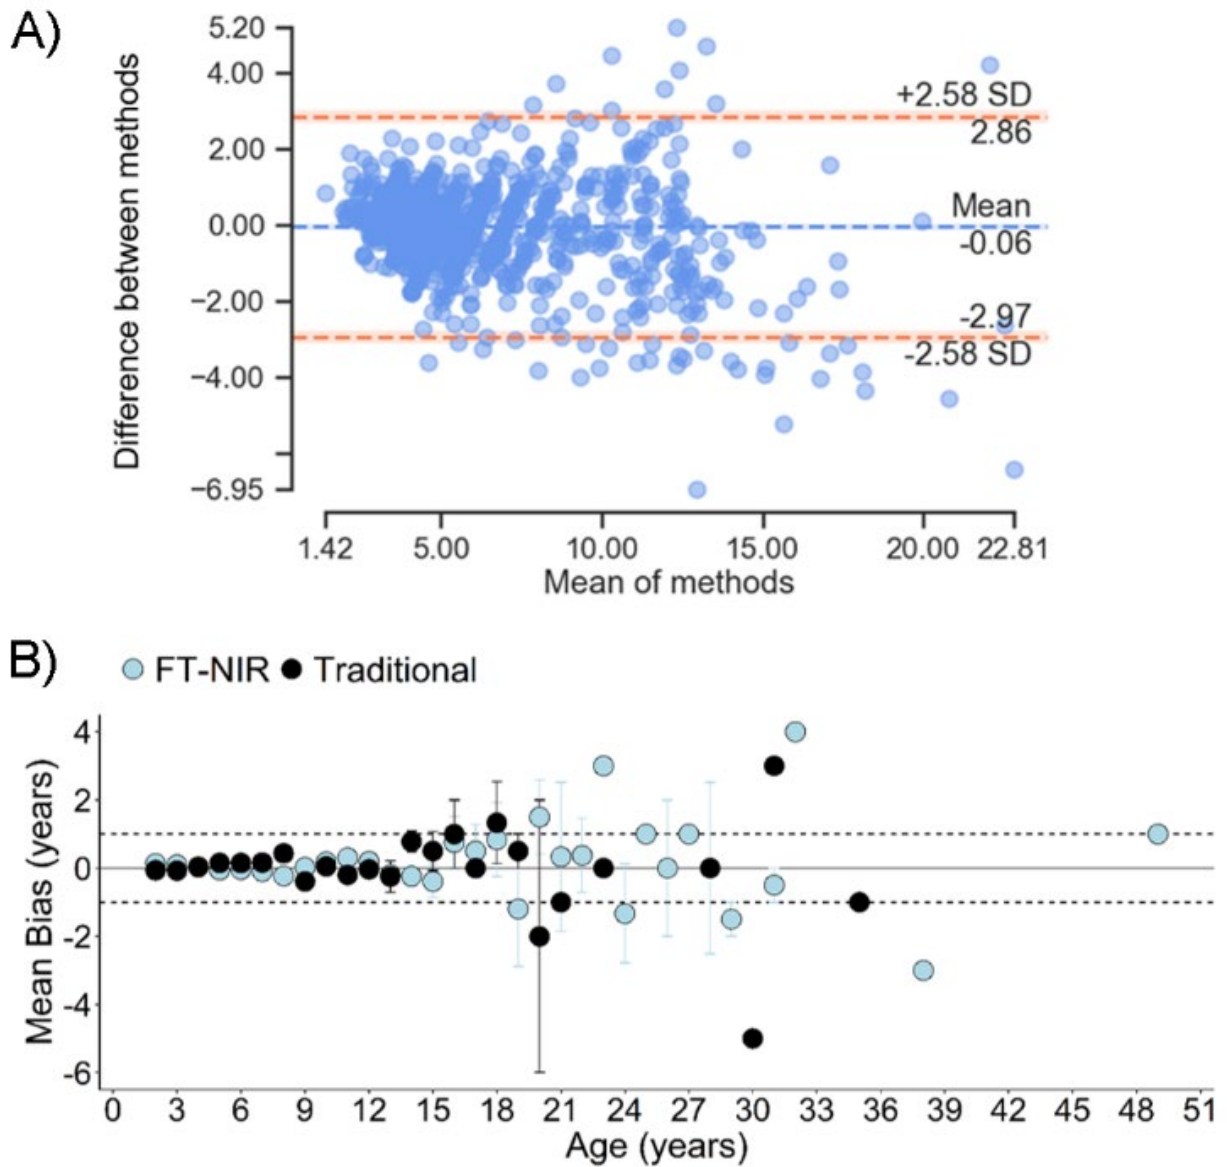 A)
Difference between methods
5.20
4.00
2.00
0.00
−2.00
−4.00
−6.95
+2.58 SD
2.86
Mean
-0.06
-2.97
-2.58 SD
1.42 5.00 10.00 15.00 20.00 22.81
Mean of methods
B)
FT-NIR Traditional
Mean Bias (years)
4
2
0
-2
-4
-6
0 3 6 9 12 15 18 21 24 27 30 33 36 39 42 45 48 51
Age (years)